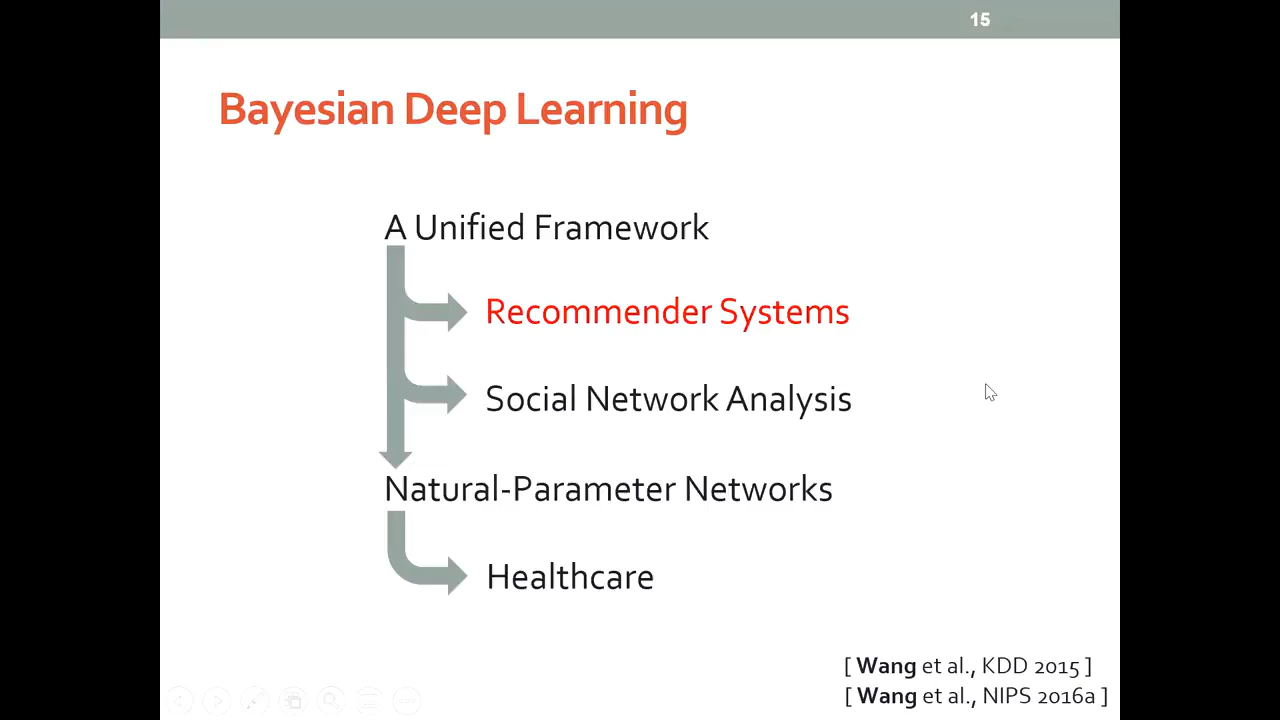 15
Bayesian Deep Learning
A Unified Framework
Recommender Systems
Social Network Analysis
Natural-Parameter Networks
Healthcare
[ Wang et al., KDD 2015 ]
[ Wang et al., NIPS 2016a ]